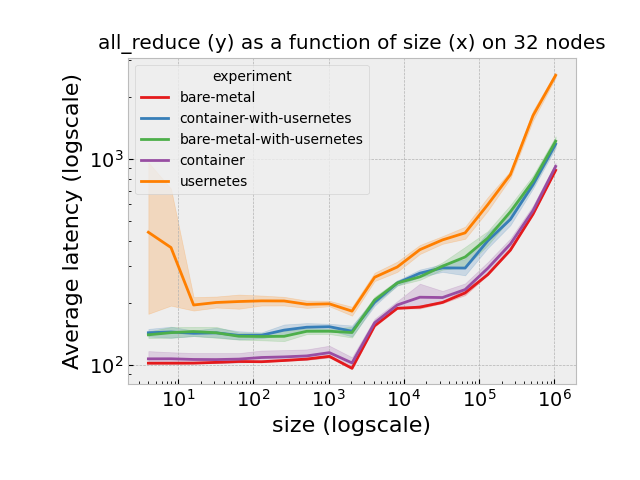 all_reduce (y) as a function of size (x) on 32 nodes
experiment
bare-metal
container-with-usernetes
bare-metal-with-usernetes
container
usernetes
Average latency (logscale)
10³
10²
10¹ 10² 10³ 10⁴ 10⁵ 10⁶
size (logscale)